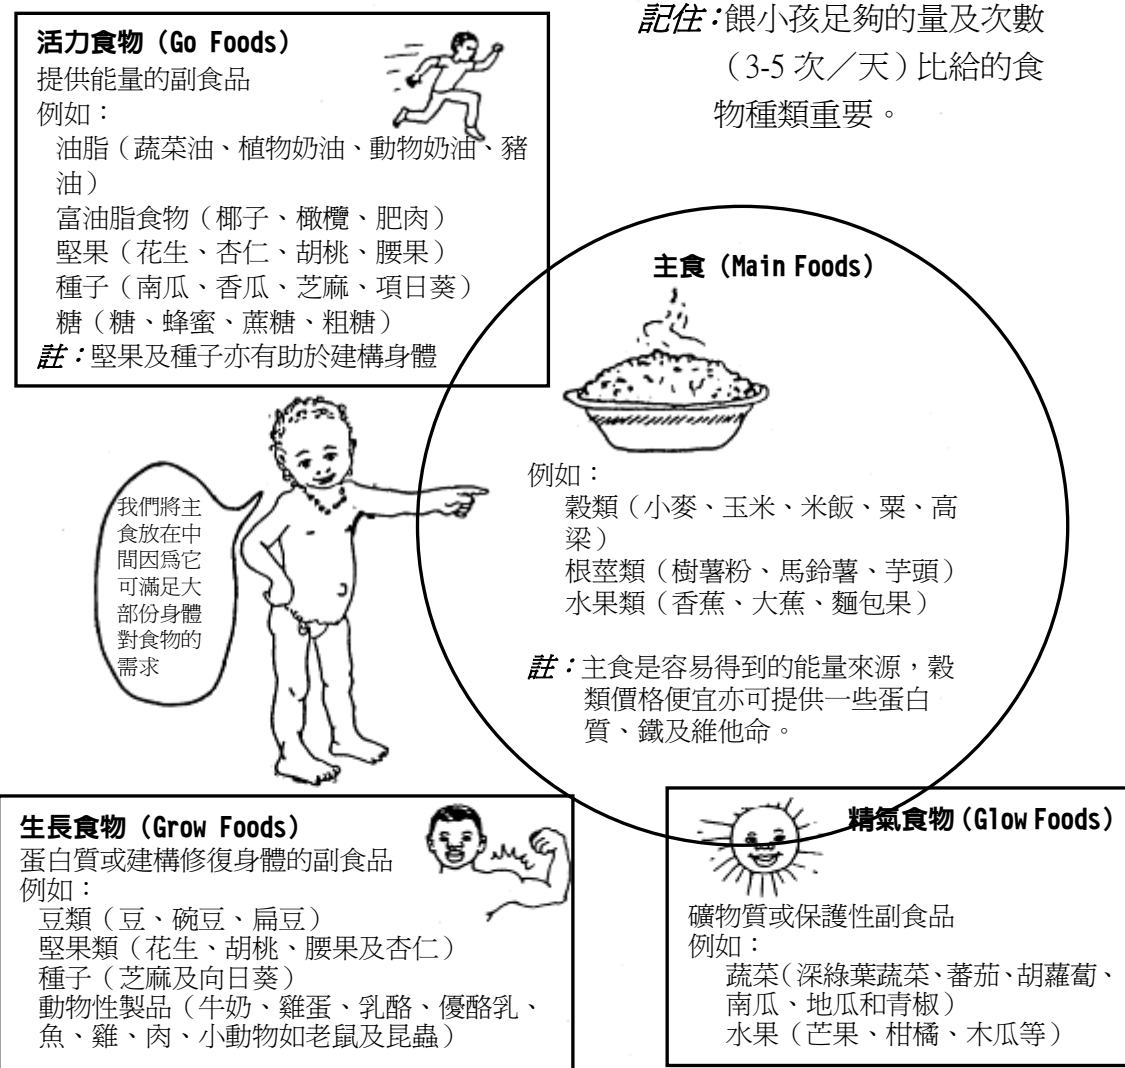 記住：餵小孩足夠的量及次數
（3-5 次／天）比給的食
物種類重要。
活力食物（Go Foods）
提供能量的副食品
例如：
油脂（蔬菜油、植物奶油、動物奶油、豬
油）
富油脂食物（椰子、橄欖、肥肉）
堅果（花生、杏仁、胡桃、腰果）
種子（南瓜、香瓜、芝麻、項日葵）
糖（糖、蜂蜜、蔗糖、粗糖）
註：堅果及種子亦有助於建構身體
主食（Main Foods）
例如：
穀類（小麥、玉米、米飯、粟、高
梁）
根莖類（樹薯粉、馬鈴薯、芋頭）
水果類（香蕉、大蕉、麵包果）
註：主食是容易得到的能量來源，穀
類價格便宜亦可提供一些蛋白
質、鐵及維他命。
我們將主
食放在中
間因爲它
可滿足大
部份身體
對食物的
需求
生長食物（Grow Foods）
蛋白質或建構修復身體的副食品
例如：
豆類（豆、碗豆、扁豆）
堅果類（花生、胡桃、腰果及杏仁）
種子（芝麻及向日葵）
動物性製品（牛奶、雞蛋、乳酪、優酪乳、
魚、雞、肉、小動物如老鼠及昆蟲）
精氣食物（Glow Foods）
礦物質或保護性副食品
例如：
蔬菜（深綠葉蔬菜、蕃茄、胡蘿蔔、
南瓜、地瓜和青椒）
水果（芒果、柑橘、木瓜等）